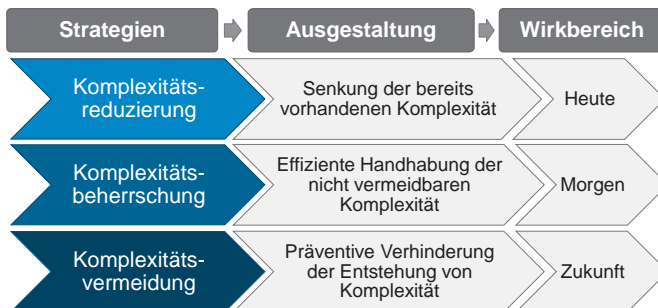 Strategien
Ausgestaltung
Wirkbereich
Komplexitäts-
reduzierung
Senkung der bereits
vorhandenen Komplexität
Heute
Komplexitäts-
beherrschung
Effiziente Handhabung der
nicht vermeidbaren
Komplexität
Morgen
Komplexitäts-
vermeidung
Präventive Verhinderung
der Entstehung von
Komplexität
Zukunft